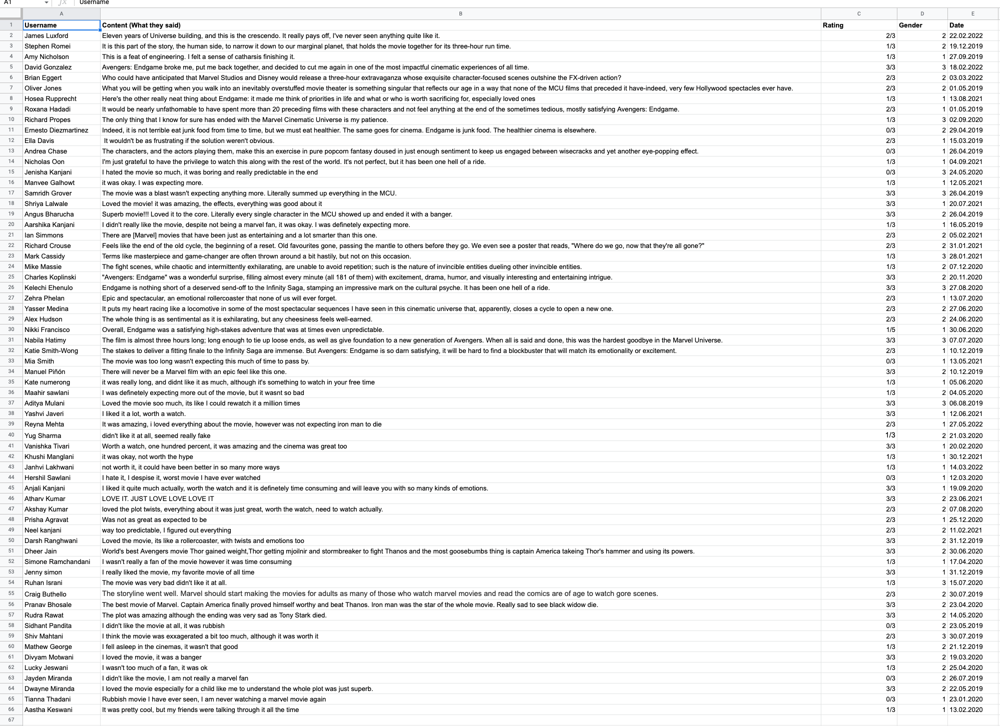 A1 fx Username
A B C D E
1 Username Content (What they said) Rating Gender Date
2 James Luxford Eleven years of Universe building, and this is the crescendo. It really pays off, I've never seen anything quite like it. 2/3 2 22.02.2022
3 Stephen Romei It is this part of the story, the human side, to narrow it down to our marginal planet, that holds the movie together for its three-hour run time. 1/3 2 19.12.2019
4 Amy Nicholson This is a feat of engineering. I felt a sense of catharsis finishing it. 1/3 1 27.09.2019
5 David Gonzalez Avengers: Endgame broke me, put me back together, and decided to cut me again in one of the most impactful cinematic experiences of all time. 3/3 3 18.02.2022
6 Brian Eggert Who could have anticipated that Marvel Studios and Disney would release a three-hour extravaganza whose exquisite character-focused scenes outshine the FX-driven action? 2/3 2 03.03.2022
7 Oliver Jones What you will be getting when you walk into an inevitably overstuffed movie theater is something singular that reflects our age in a way that none of the MCU films that preceded it have-indeed, very few Hollywood spectacles ever have. 2/3 2 01.05.2019
8 Hosea Rupprecht Here's the other really neat thing about Endgame: it made me think of priorities in life and what or who is worth sacrificing for, especially loved ones 1/3 1 13.08.2021
9 Roxana Hadadi It would be nearly unfathomable to have spent more than 20 preceding films with these characters and not feel anything at the end of the sometimes tedious, mostly satisfying Avengers: Endgame. 2/3 1 01.05.2019
10 Richard Propes The only thing that I know for sure has ended with the Marvel Cinematic Universe is my patience. 1/3 3 02.09.2020
11 Ernesto Diezmartinez Indeed, it is not terrible eat junk food from time to time, but we must eat healthier. The same goes for cinema. Endgame is junk food. The healthier cinema is elsewhere. 0/3 2 29.04.2019
12 Ella Davis It wouldn't be as frustrating if the solution weren't obvious. 2/3 1 15.03.2019
13 Andrea Chase The characters, and the actors playing them, make this an exercise in pure popcorn fantasy doused in just enough sentiment to keep us engaged between wisecracks and yet another eye-popping effect. 0/3 1 26.04.2019
14 Nicholas Oon I'm just grateful to have the privilege to watch this along with the rest of the world. It's not perfect, but it has been one hell of a ride. 1/3 1 04.09.2021
15 Jenisha Kanjani I hated the movie so much, it was boring and really predictable in the end 0/3 3 24.05.2020
16 Manvee Galhowt it was okay. I was expecting more. 1/3 1 12.05.2021
17 Samridh Grover The movie was a blast wasn't expecting anything more. Literally summed up everything in the MCU. 3/3 3 26.04.2019
18 Shriya Lalwale Loved the movie! it was amazing, the effects, everything was good about it 3/3 1 20.07.2021
19 Angus Bharucha Superb movie!!! Loved it to the core. Literally every single character in the MCU showed up and ended it with a banger. 3/3 2 26.04.2019
20 Aarshika Kanjani I didn't really like the movie, despite not being a marvel fan, it was okay. I was definetely expecting more. 1/3 1 16.05.2019
21 Ian Simmons There are [Marvel] movies that have been just as entertaining and a lot smarter than this one. 2/3 2 05.02.2021
22 Richard Crouse Feels like the end of the old cycle, the beginning of a reset. Old favourites gone, passing the mantle to others before they go. We even see a poster that reads, "Where do we go, now that they're all gone?" 2/3 2 31.01.2021
23 Mark Cassidy Terms like masterpiece and game-changer are often thrown around a bit hastily, but not on this occasion. 1/3 3 28.01.2021
24 Mike Massie The fight scenes, while chaotic and intermittently exhilarating, are unable to avoid repetition; such is the nature of invincible entities dueling other invincible entities. 1/3 2 07.12.2020
25 Charles Koplinski "Avengers: Endgame" was a wonderful surprise, filling almost every minute (all 181 of them) with excitement, drama, humor, and visually interesting and entertaining intrigue. 3/3 2 20.11.2020
26 Kelechi Ehenulo Endgame is nothing short of a deserved send-off to the Infinity Saga, stamping an impressive mark on the cultural psyche. It has been one hell of a ride. 3/3 3 27.08.2020
27 Zehra Phelan Epic and spectacular, an emotional rollercoaster that none of us will ever forget. 2/3 1 13.07.2020
28 Yasser Medina It puts my heart racing like a locomotive in some of the most spectacular sequences I have seen in this cinematic universe that, apparently, closes a cycle to open a new one. 2/3 2 27.06.2020
29 Alex Hudson The whole thing is as sentimental as it is exhilarating, but any cheesiness feels well-earned. 2/3 2 24.06.2020
30 Nikki Francisco Overall, Endgame was a satisfying high-stakes adventure that was at times even unpredictable. 1/5 1 30.06.2020
31 Nabila Hatimy The film is almost three hours long; long enough to tie up loose ends, as well as give foundation to a new generation of Avengers. When all is said and done, this was the hardest goodbye in the Marvel Universe. 3/3 3 07.07.2020
32 Katie Smith-Wong The stakes to deliver a fitting finale to the Infinity Saga are immense. But Avengers: Endgame is so darn satisfying, it will be hard to find a blockbuster that will match its emotionality or excitement. 2/3 1 10.12.2019
33 Mia Smith The movie was too long wasn't expecting this much of time to pass by. 0/3 1 13.05.2021
34 Manuel Piñón There will never be a Marvel film with an epic feel like this one. 3/3 2 10.12.2019
35 Kate numerong it was really long, and didnt like it as much, although it's something to watch in your free time 1/3 1 05.06.2020
36 Maahir sawlani I was definetely expecting more out of the movie, but it wasnt so bad 1/3 2 04.05.2020
37 Aditya Mulani Loved the movie soo much, its like I could rewatch it a million times 3/3 3 06.08.2019
38 Yashvi Javeri I liked it a lot, worth a watch. 3/3 1 12.06.2021
39 Reyna Mehta It was amazing, i loved everything about the movie, however was not expecting iron man to die 2/3 1 27.05.2022
40 Yug Sharma didn't like it at all, seemed really fake 1/3 2 21.03.2020
41 Vanishka Tivari Worth a watch, one hundred percent, it was amazing and the cinema was great too 3/3 1 20.02.2020
42 Khushi Manglani it was okay, not worth the hype 1/3 1 30.12.2021
43 Janhvi Lakhwani not worth it, it could have been better in so many more ways 1/3 1 14.03.2022
44 Hershil Sawlani I hate it, I despise it, worst movie I have ever watched 0/3 1 12.03.2020
45 Anjali Kanjani I liked it quite much actually, worth the watch and it is definetely time consuming and will leave you with so many kinds of emotions. 3/3 1 19.09.2020
46 Atharv Kumar LOVE IT. JUST LOVE LOVE LOVE IT 3/3 2 23.06.2021
47 Akshay Kumar loved the plot twists, everything about it was just great, worth the watch, need to watch actually. 2/3 2 07.08.2020
48 Prisha Agravat Was not as great as expected to be 2/3 1 25.12.2020
49 Neel kanjani way too predictable, I figured out everything 2/3 2 11.02.2021
50 Darsh Ranghwani Loved the movie, its like a rollercoaster, with twists and emotions too 3/3 2 31.12.2019
51 Dheer Jain World's best Avengers movie Thor gained weight,Thor getting mjoilnir and stormbreaker to fight Thanos and the most goosebumbs thing is captain America takeing Thor's hammer and using its powers. 3/3 2 30.06.2020
52 Simone Ramchandani I wasn't really a fan of the movie however it was time consuming 1/3 1 17.04.2020
53 Jenny simon I really liked the movie, my favorite movie of all time 3/3 1 31.12.2019
54 Ruhan Israni The movie was very bad didn't like it at all. 1/3 3 15.07.2020
55 Craig Buthello The storyline went well. Marvel should start making the movies for adults as many of those who watch marvel movies and read the comics are of age to watch gore scenes. 2/3 2 30.07.2019
56 Pranav Bhosale The best movie of Marvel. Captain America finally proved himself worthy and beat Thanos. Iron man was the star of the whole movie. Really sad to see black widow die. 3/3 2 23.04.2020
57 Rudra Rawat The plot was amazing although the ending was very sad as Tony Stark died. 3/3 2 14.05.2020
58 Sidhant Pandita I didn't like the movie at all, it was rubbish 0/3 2 23.05.2019
59 Shiv Mahtani I think the movie was exxagerated a bit too much, although it was worth it 2/3 3 30.07.2019
60 Mathew George I fell asleep in the cinemas, it wasn't that good 1/3 2 21.12.2019
61 Divyam Motwani I loved the movie, it was a banger 3/3 2 19.03.2020
62 Lucky Jeswani I wasn't too much of a fan, it was ok 1/3 2 25.04.2020
63 Jayden Miranda I didn't like the movie, I am not really a marvel fan 0/3 2 26.07.2019
64 Dwayne Miranda I loved the movie especially for a child like me to understand the whole plot was just superb. 3/3 2 22.05.2019
65 Tianna Thadani Rubbish movie I have ever seen, I am never watching a marvel movie again 0/3 1 23.01.2020
66 Aastha Keswani It was pretty cool, but my friends were talking through it all the time 1/3 1 13.02.2020
67